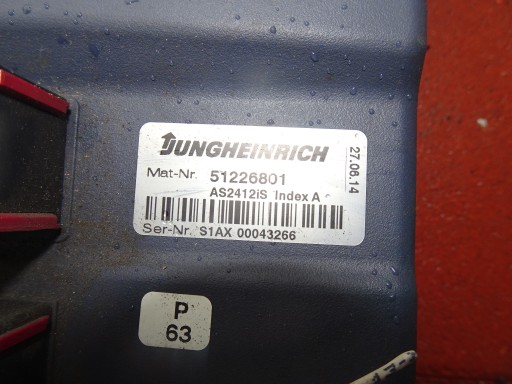 JUNGHEINRICH
Mat-Nr. 51226801
AS2412iS Index A
Ser-Nr. S1AX 00043266
27.06.14
P
63